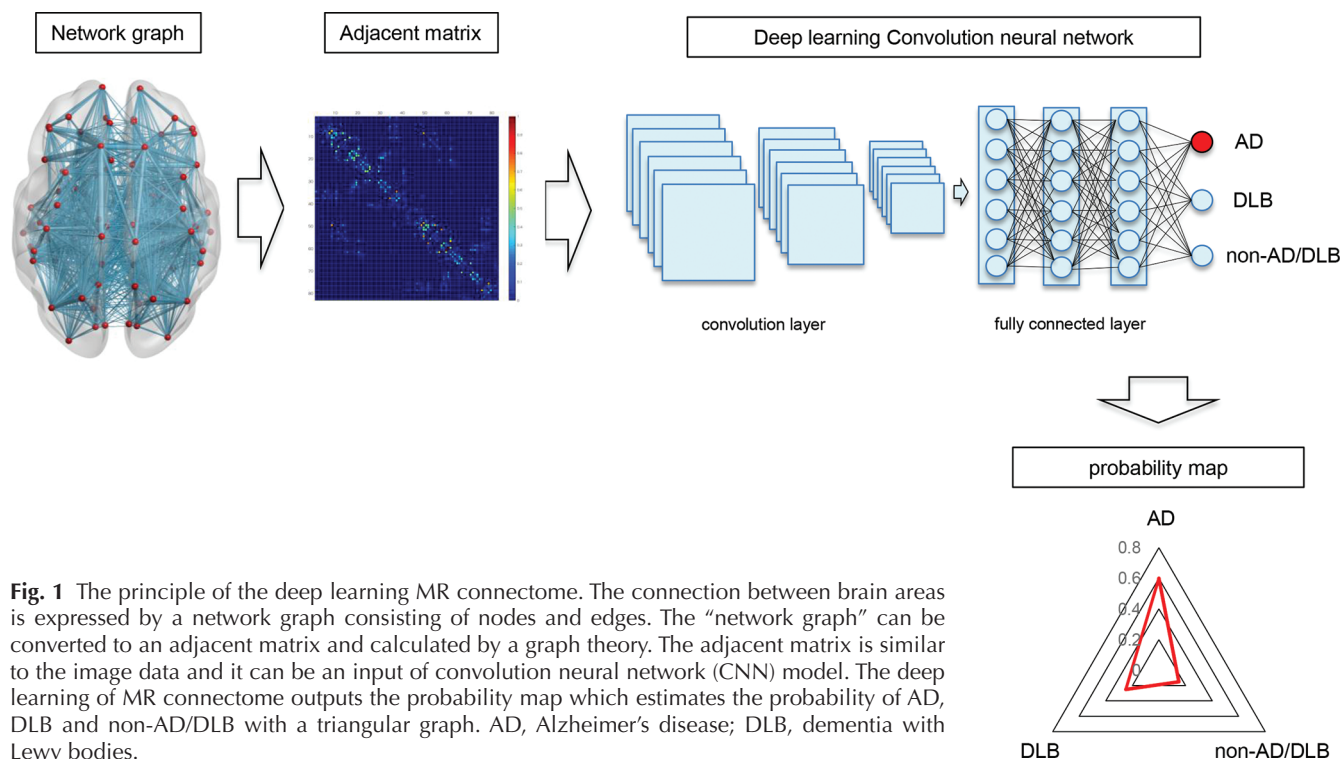 Network graph
Adjacent matrix
Deep learning Convolution neural network
AD
DLB
non-AD/DLB
convolution layer
fully connected layer
probability map
AD
0.8
0.6
0.4
0.2
0
DLB
non-AD/DLB
Fig. 1 The principle of the deep learning MR connectome. The connection between brain areas
is expressed by a network graph consisting of nodes and edges. The “network graph” can be
converted to an adjacent matrix and calculated by a graph theory. The adjacent matrix is similar
to the image data and it can be an input of convolution neural network (CNN) model. The deep
learning of MR connectome outputs the probability map which estimates the probability of AD,
DLB and non-AD/DLB with a triangular graph. AD, Alzheimer’s disease; DLB, dementia with
Lewy bodies.